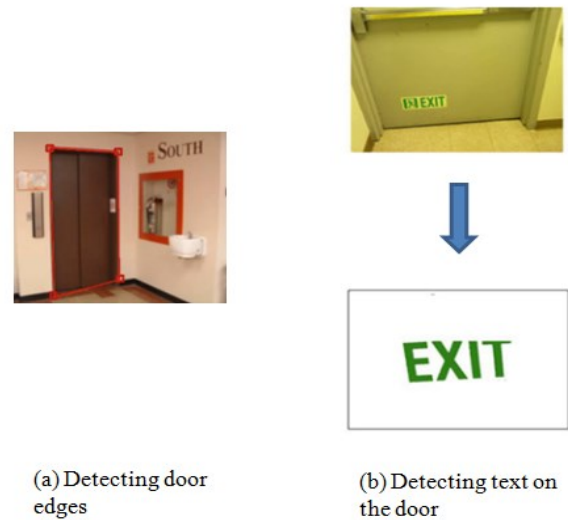 SOUTH
EXIT
EXIT
(a) Detecting door
edges
(b) Detecting text on
the door